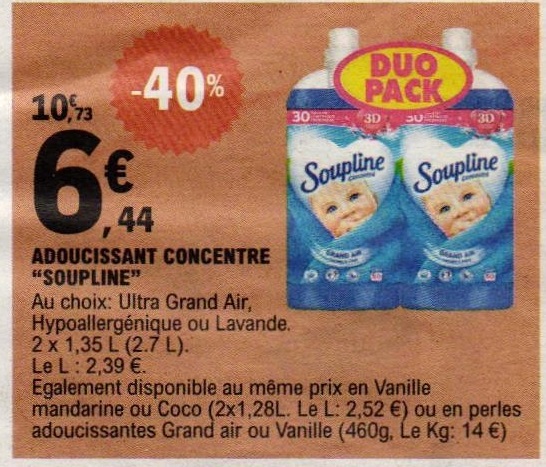 -40%
10,€73
6€,44
DUO
PACK
30 3D 30 3D
Soupline Soupline
GRAND AIR GRAND AIR
ADOUCISSANT CONCENTRE
"SOUPLINE"
Au choix: Ultra Grand Air,
Hypoallergénique ou Lavande.
2 x 1,35 L (2.7 L).
Le L : 2,39 €.
Egalement disponible au même prix en Vanille
mandarine ou Coco (2x1,28L. Le L: 2,52 €) ou en perles
adoucissantes Grand air ou Vanille (460g, Le Kg: 14 €)